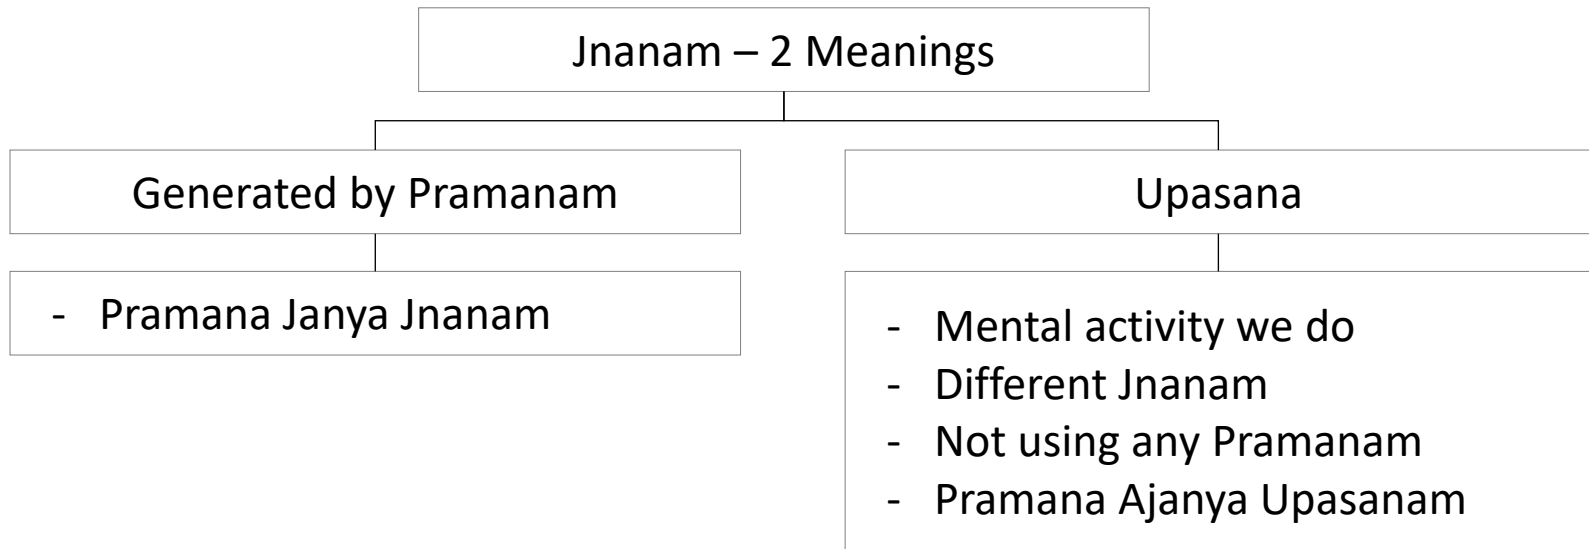 Jnanam – 2 Meanings
Generated by Pramanam
Upasana
- Pramana Janya Jnanam
- Mental activity we do
- Different Jnanam
- Not using any Pramanam
- Pramana Ajanya Upasanam